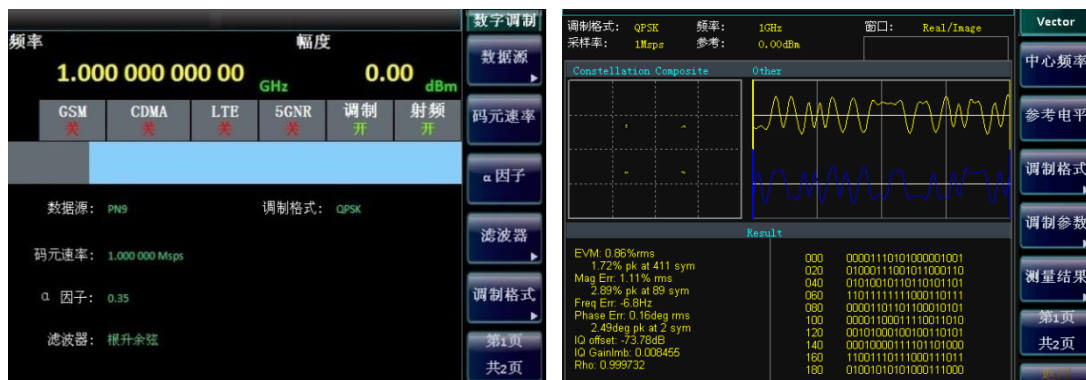 数字调制
频率
幅度
1.000 000 000 00 GHz
0.00 dBm
GSM CDMA LTE 5GNR 调制 射频
关 关 关 关 开 开
数据源: PN9
调制格式: QPSK
码元速率: 1.000 000 Msps
α 因子: 0.35
滤波器: 根升余弦
数据源
码元速率
α 因子
滤波器
调制格式
第1页
共2页
调制格式: QPSK 频率: 1GHz 窗口: Real/Image
采样率: 1Msps 参考: 0.00dBm
Constellation Composite
Other
Result
EVM: 0.86%rms
1.72% pk at 411 sym
Mag Err: 1.11% rms
2.89% pk at 89 sym
Freq Err: -6.8Hz
Phase Err: 0.16deg rms
2.49deg pk at 2 sym
IQ offset: -73.78dB
IQ GainImb: 0.008455
Rho: 0.999732
000 00001110101000001001
020 01000111001011000110
040 01010010110110101101
060 11011111111000110111
080 00001101101100010101
100 00001100011110011010
120 00101000100100110101
140 00010000111101101000
160 11001110111000111011
180 01001010101000111000
Vector
中心频率
参考电平
调制格式
调制参数
测量结果
第1页
共2页